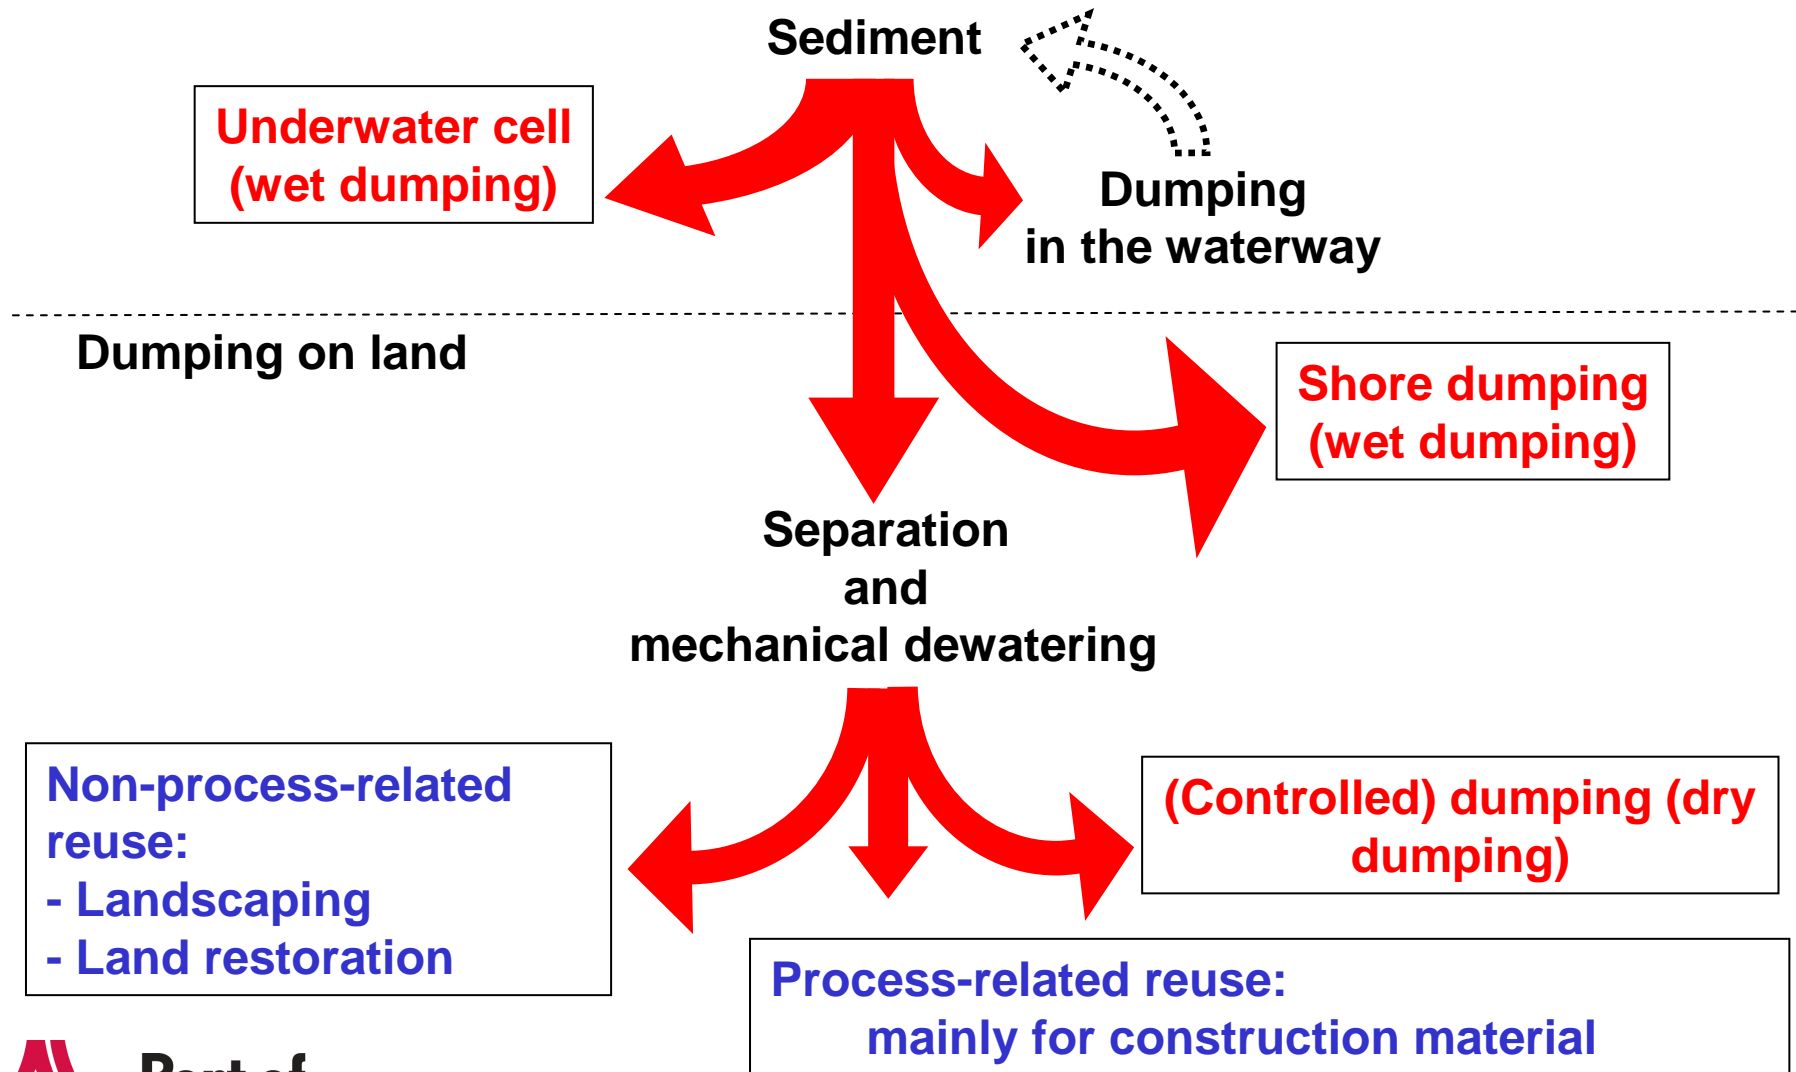 Sediment
Underwater cell
(wet dumping)
Dumping
in the waterway
Dumping on land
Shore dumping
(wet dumping)
Separation
and
mechanical dewatering
Non-process-related
reuse:
- Landscaping
- Land restoration
(Controlled) dumping (dry
dumping)
Process-related reuse:
mainly for construction material
Part of